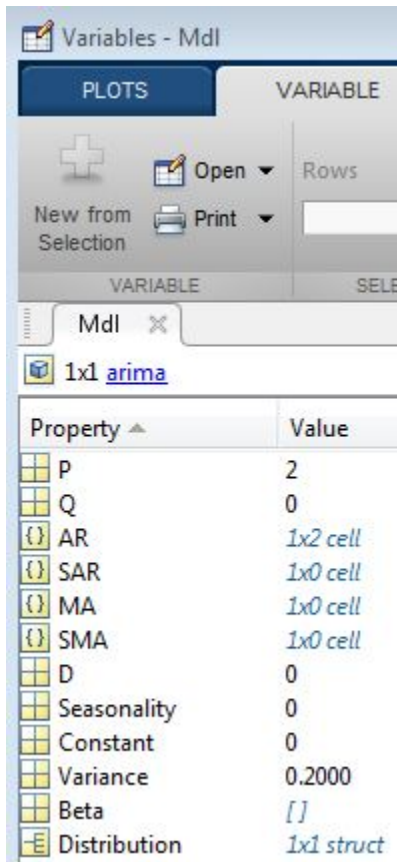 Variables - Mdl
PLOTS VARIABLE
Open Rows
New from Print
Selection
VARIABLE SELE
Mdl
1x1 arima
Property Value
P 2
Q 0
{} AR 1x2 cell
{} SAR 1x0 cell
{} MA 1x0 cell
{} SMA 1x0 cell
D 0
Seasonality 0
Constant 0
Variance 0.2000
Beta []
Distribution 1x1 struct